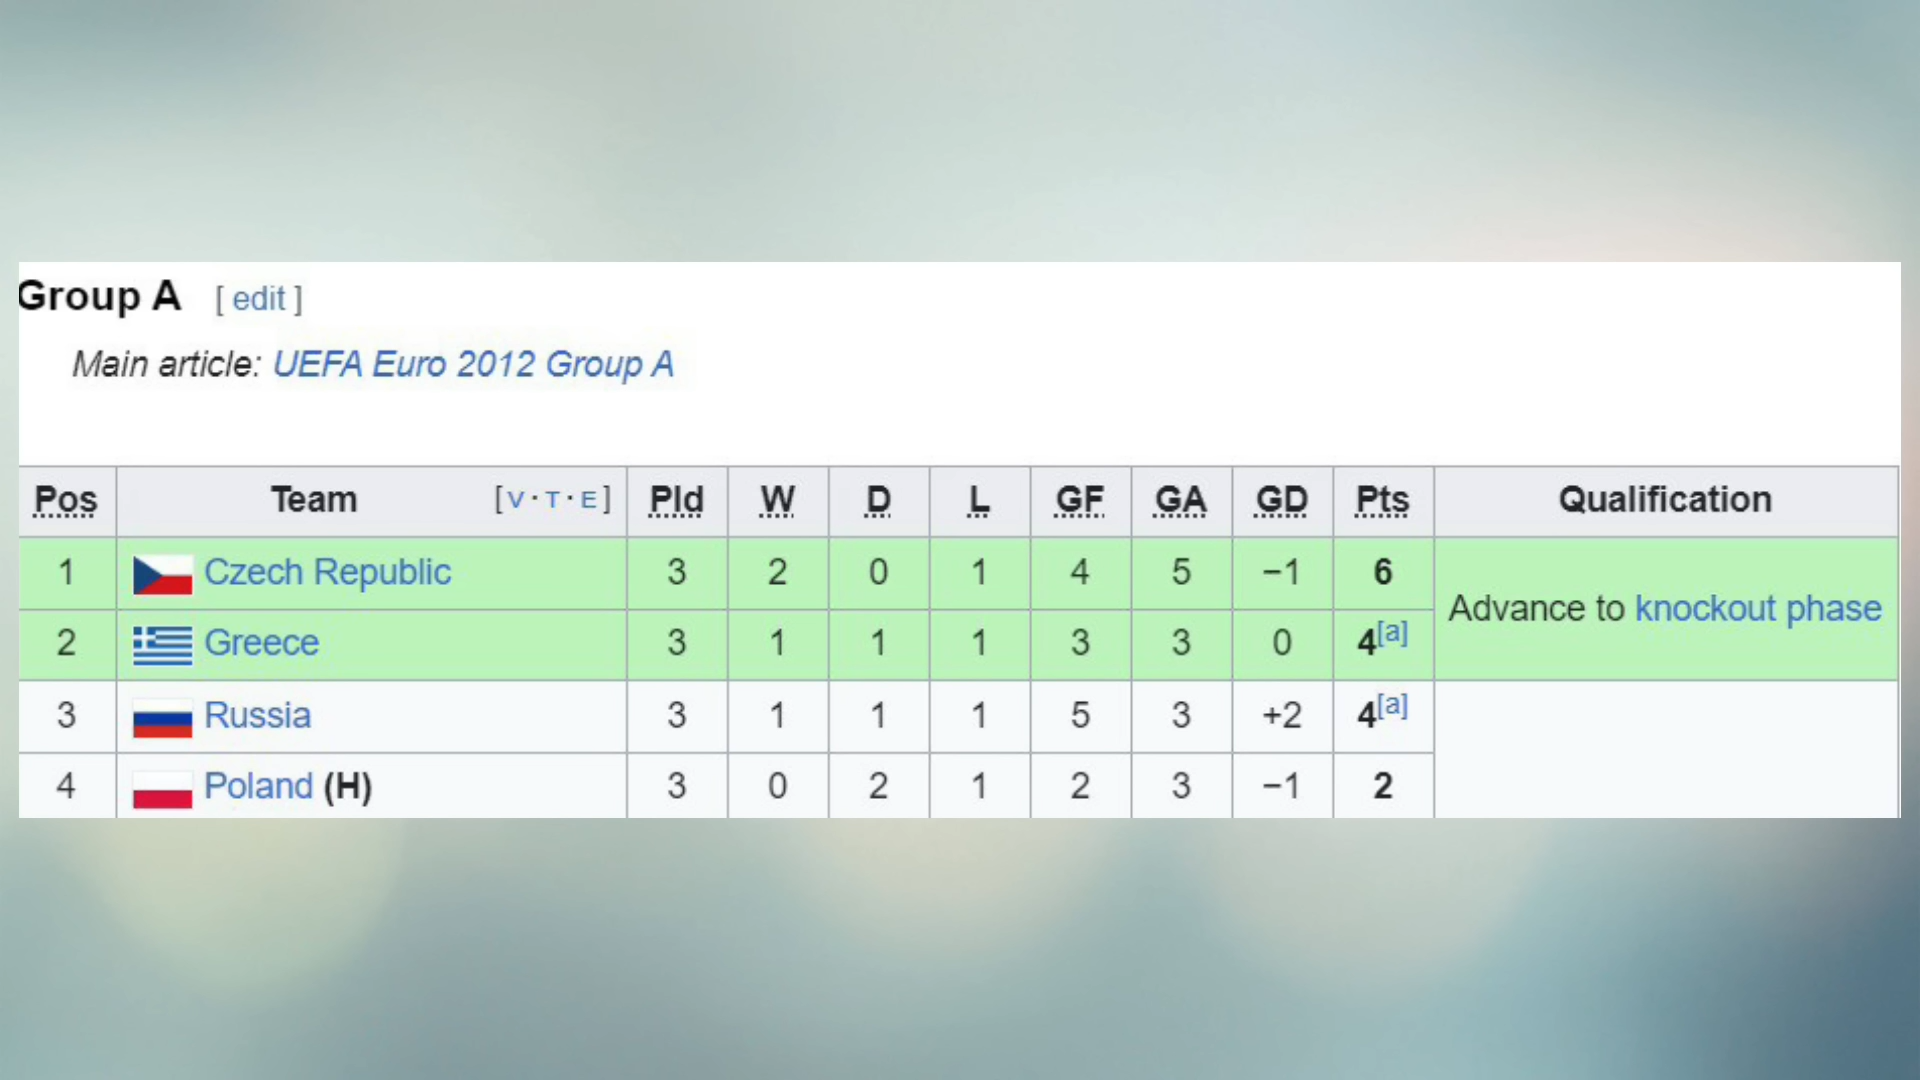 Group A [ edit ]
Main article: UEFA Euro 2012 Group A
Pos Team [V · T · E] Pld W D L GF GA GD Pts Qualification
1 Czech Republic 3 2 0 1 4 5 −1 6 Advance to knockout phase
2 Greece 3 1 1 1 3 3 0 4[a]
3 Russia 3 1 1 1 5 3 +2 4[a]
4 Poland (H) 3 0 2 1 2 3 −1 2